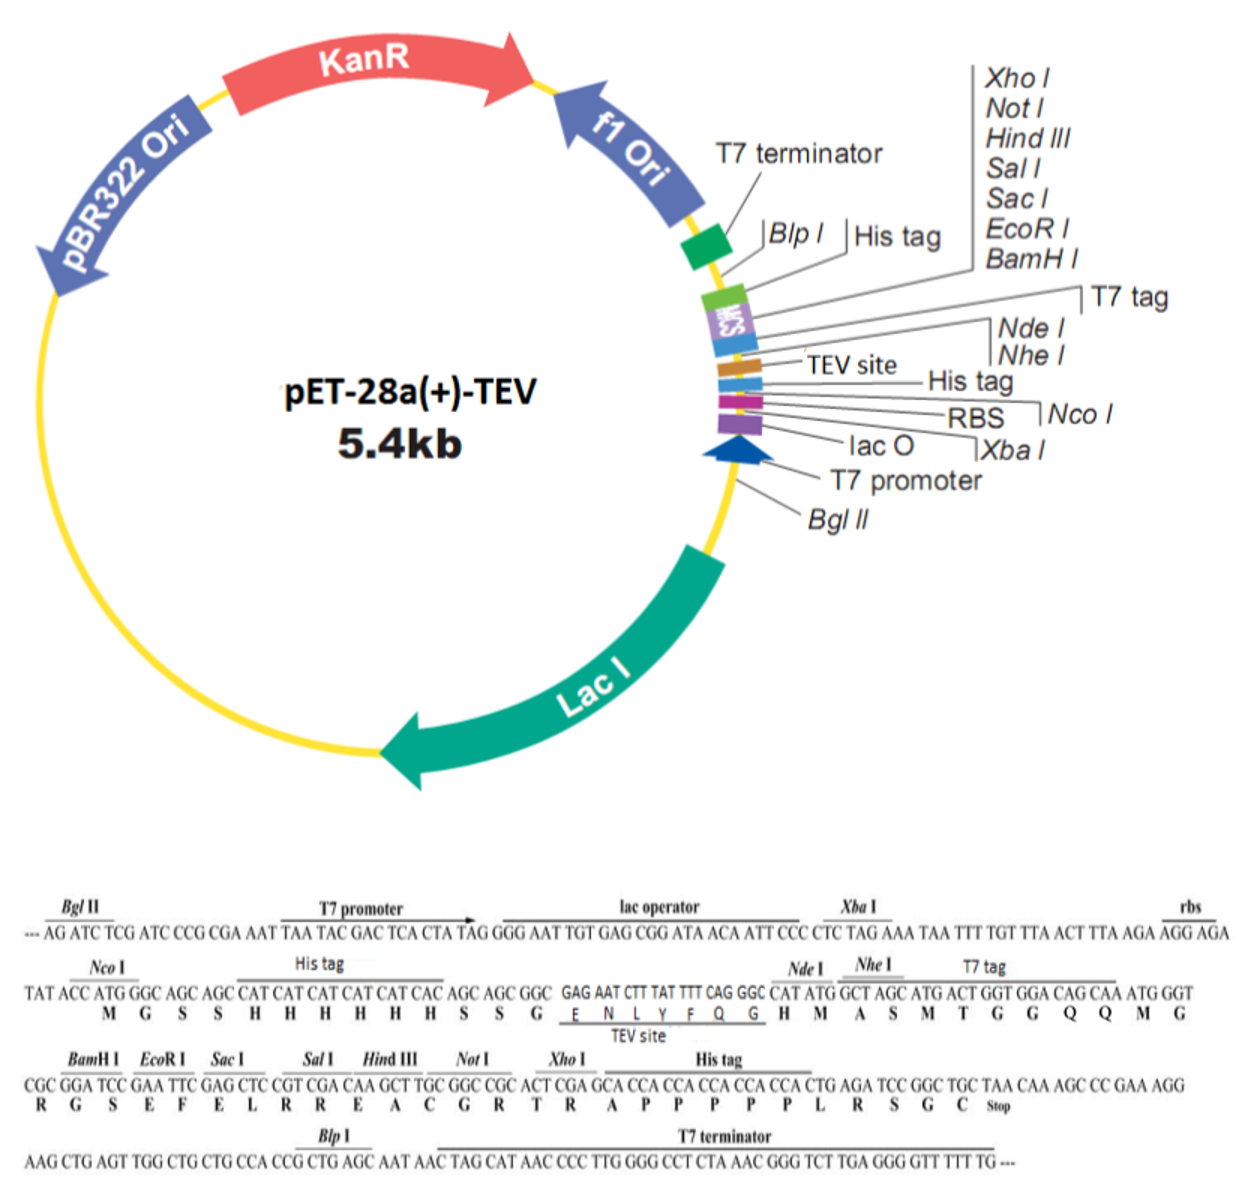 KanR
f1 Ori
pBR322 Ori
T7 terminator
Blp I
His tag
Xho I
Not I
Hind III
Sal I
Sac I
EcoR I
BamH I
MCS
T7 tag
Nde I
Nhe I
TEV site
His tag
RBS
Nco I
lac O
Xba I
T7 promoter
Bgl II
pET-28a(+)-TEV
5.4kb
Lac I
Bgl II T7 promoter lac operator Xba I rbs
--- AG ATC TCG ATC CCG CGA AAT TAA TAC GAC TCA CTA TAG GGG AAT TGT GAG CGG ATA ACA ATT CCC CTC TAG AAA TAA TTT TGT TTA ACT TTA AGA AGG AGA
Nco I His tag Nde I Nhe I T7 tag
TAT ACC ATG GGC AGC AGC CAT CAT CAT CAT CAT CAC AGC AGC GGC GAG AAT CTT TAT TTT CAG GGC CAT ATG GCT AGC ATG ACT GGT GGA CAG CAA ATG GGT
M G S S H H H H H H S S G E N L Y F Q G H M A S M T G G Q Q M G
TEV site
BamH I EcoR I Sac I Sal I Hind III Not I Xho I His tag
CGC GGA TCC GAA TTC GAG CTC CGT CGA CAA GCT TGC GGC CGC ACT CGA GCA CCA CCA CCA CCA CCA CTG AGA TCC GGC TGC TAA CAA AGC CC GAA AGG
R G S E F E L R R E A C G R T R A P P P P P L R S G C Stop
Blp I T7 terminator
AAG CTG AGT TGG CTG CTG CCA CCG CTG AGC AAT AAC TAG CAT AAC CCC TTG GGG CCT CTA AAC GGG TCT TGA GGG GTT TTT TG ---